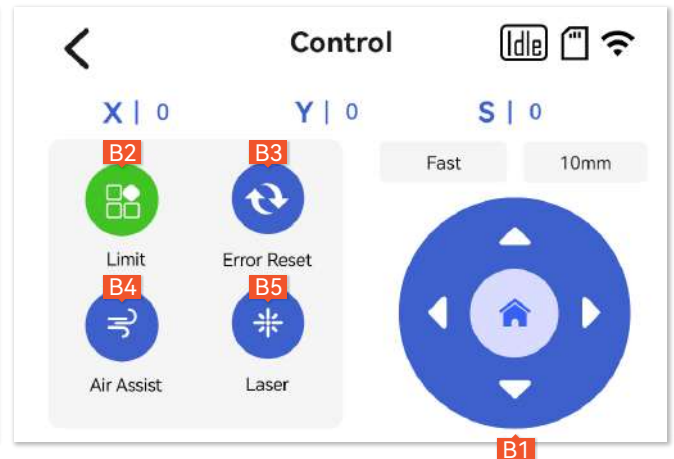 Control
Idle
X | 0
Y | 0
S | 0
B2
B3
Fast
10mm
Limit
Error Reset
B4
B5
Air Assist
Laser
B1